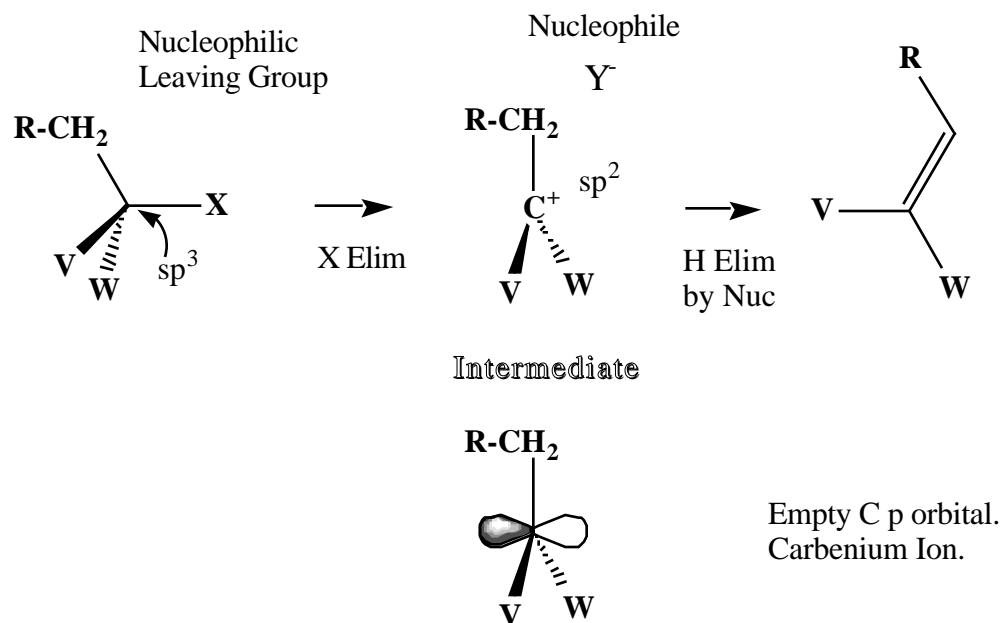 Nucleophilic
Leaving Group
R-CH₂
X
V
W
sp³
X Elim
Nucleophile
Y⁻
R-CH₂
sp²
C⁺
V
W
H Elim
by Nuc
R
V
W
Intermediate
R-CH₂
V
W
Empty C p orbital.
Carbenium Ion.